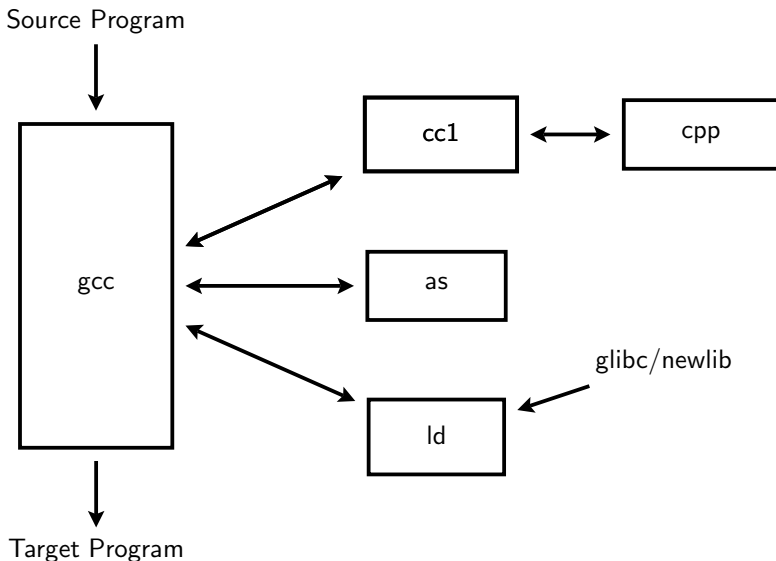 Source Program
cc1
cpp
gcc
as
glibc/newlib
ld
Target Program